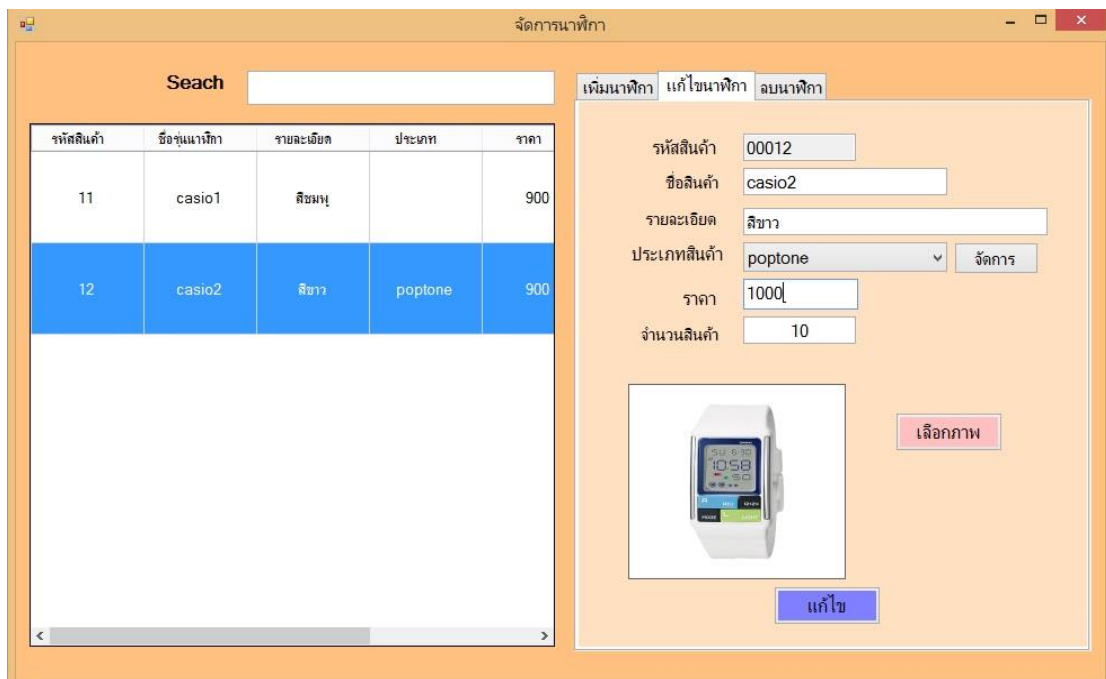 จัดการนาฬิกา
Seach
เพิ่มนาฬิกา แก้ไขนาฬิกา ลบนาฬิกา
รหัสสินค้า ชื่อรุ่นนาฬิกา รายละเอียด ประเภท ราคา
11 casio1 สีชมพู 900
12 casio2 สีขาว poptone 900
รหัสสินค้า 00012
ชื่อสินค้า casio2
รายละเอียด สีขาว
ประเภทสินค้า poptone จัดการ
ราคา 1000
จำนวนสินค้า 10
10:58
50
เลือกภาพ
แก้ไข